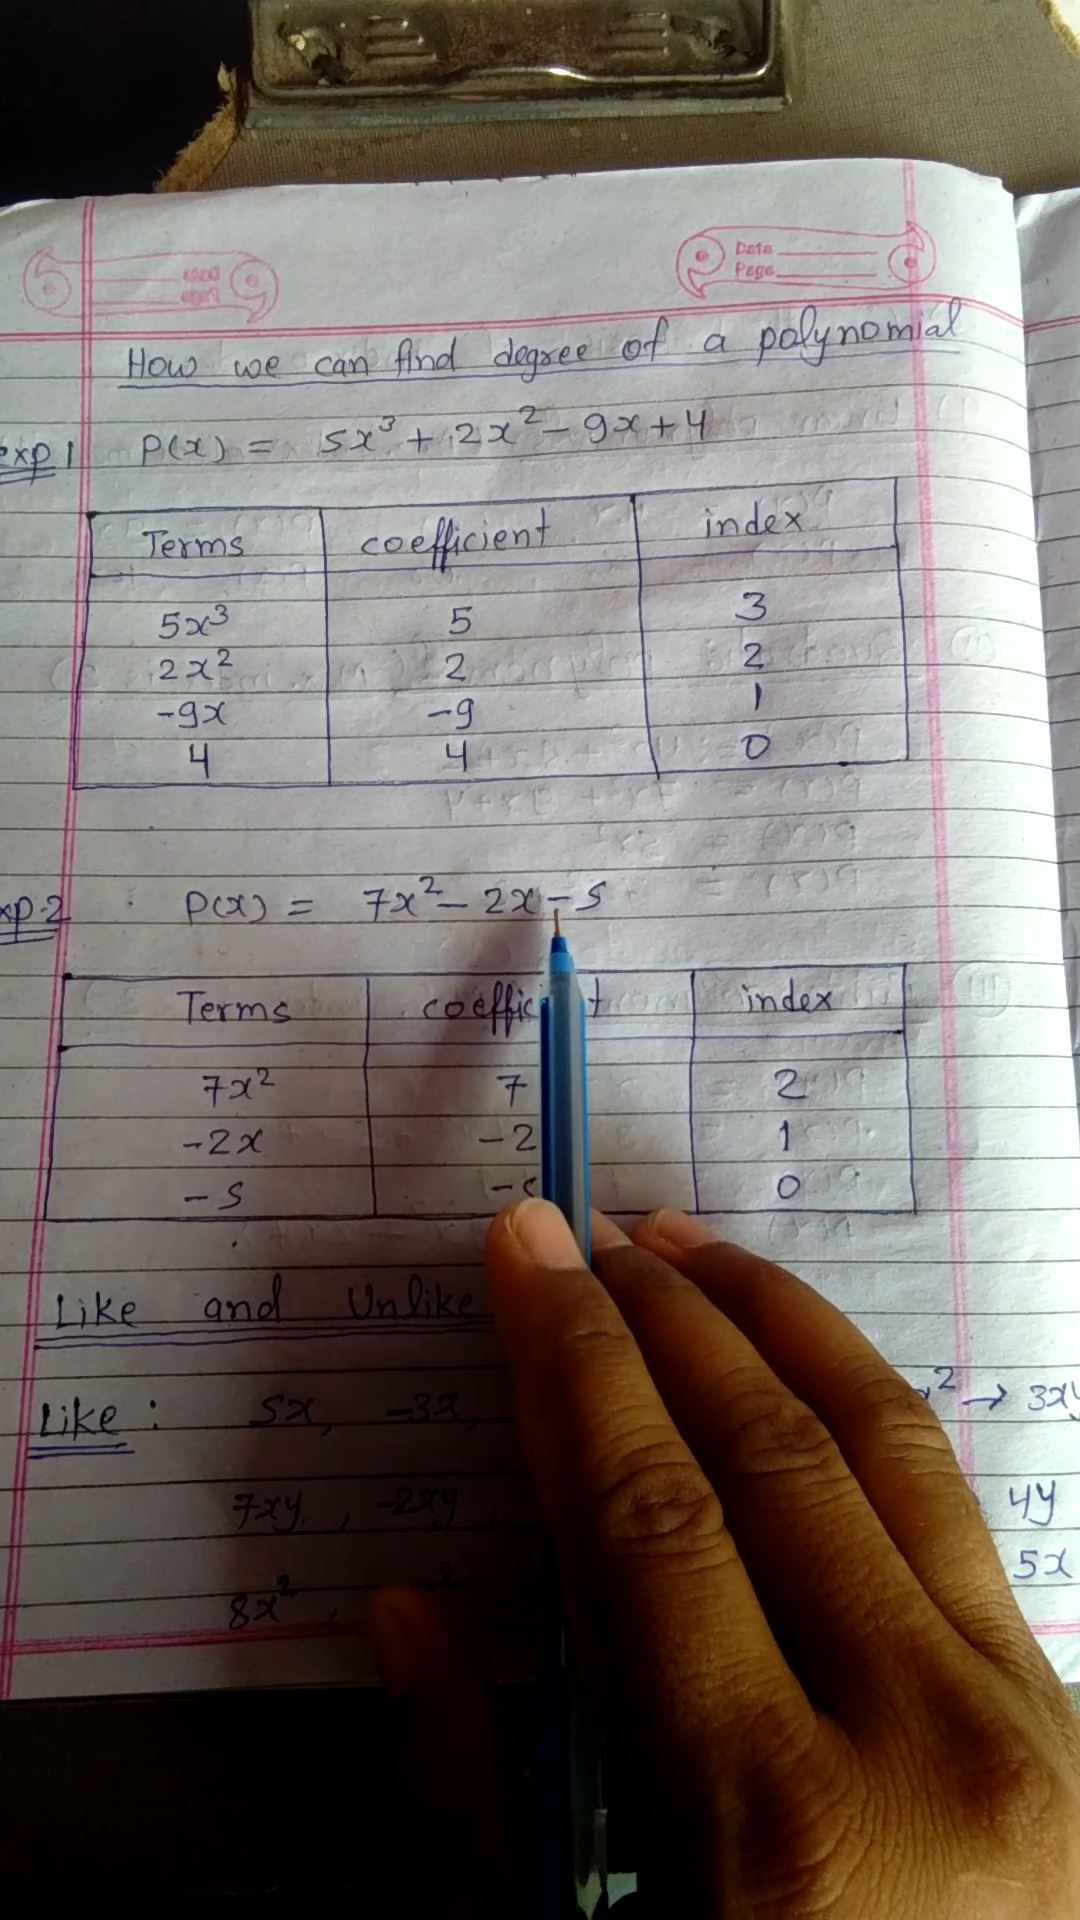 Date
Page
How we can find degree of a polynomial
exp 1 P(x) = 5x³ + 2x² - 9x + 4
Terms coefficient index
5x³ 5 3
2x² 2 2
-9x -9 1
4 4 0
xp.2 P(x) = 7x² - 2x - 5
Terms index
7x² 7 2
-2x -2 1
-5 0
Like and Unlike
Like : 5x, -3x, → 3xy
7xy, -2xy, 4y
5x
8x² ,